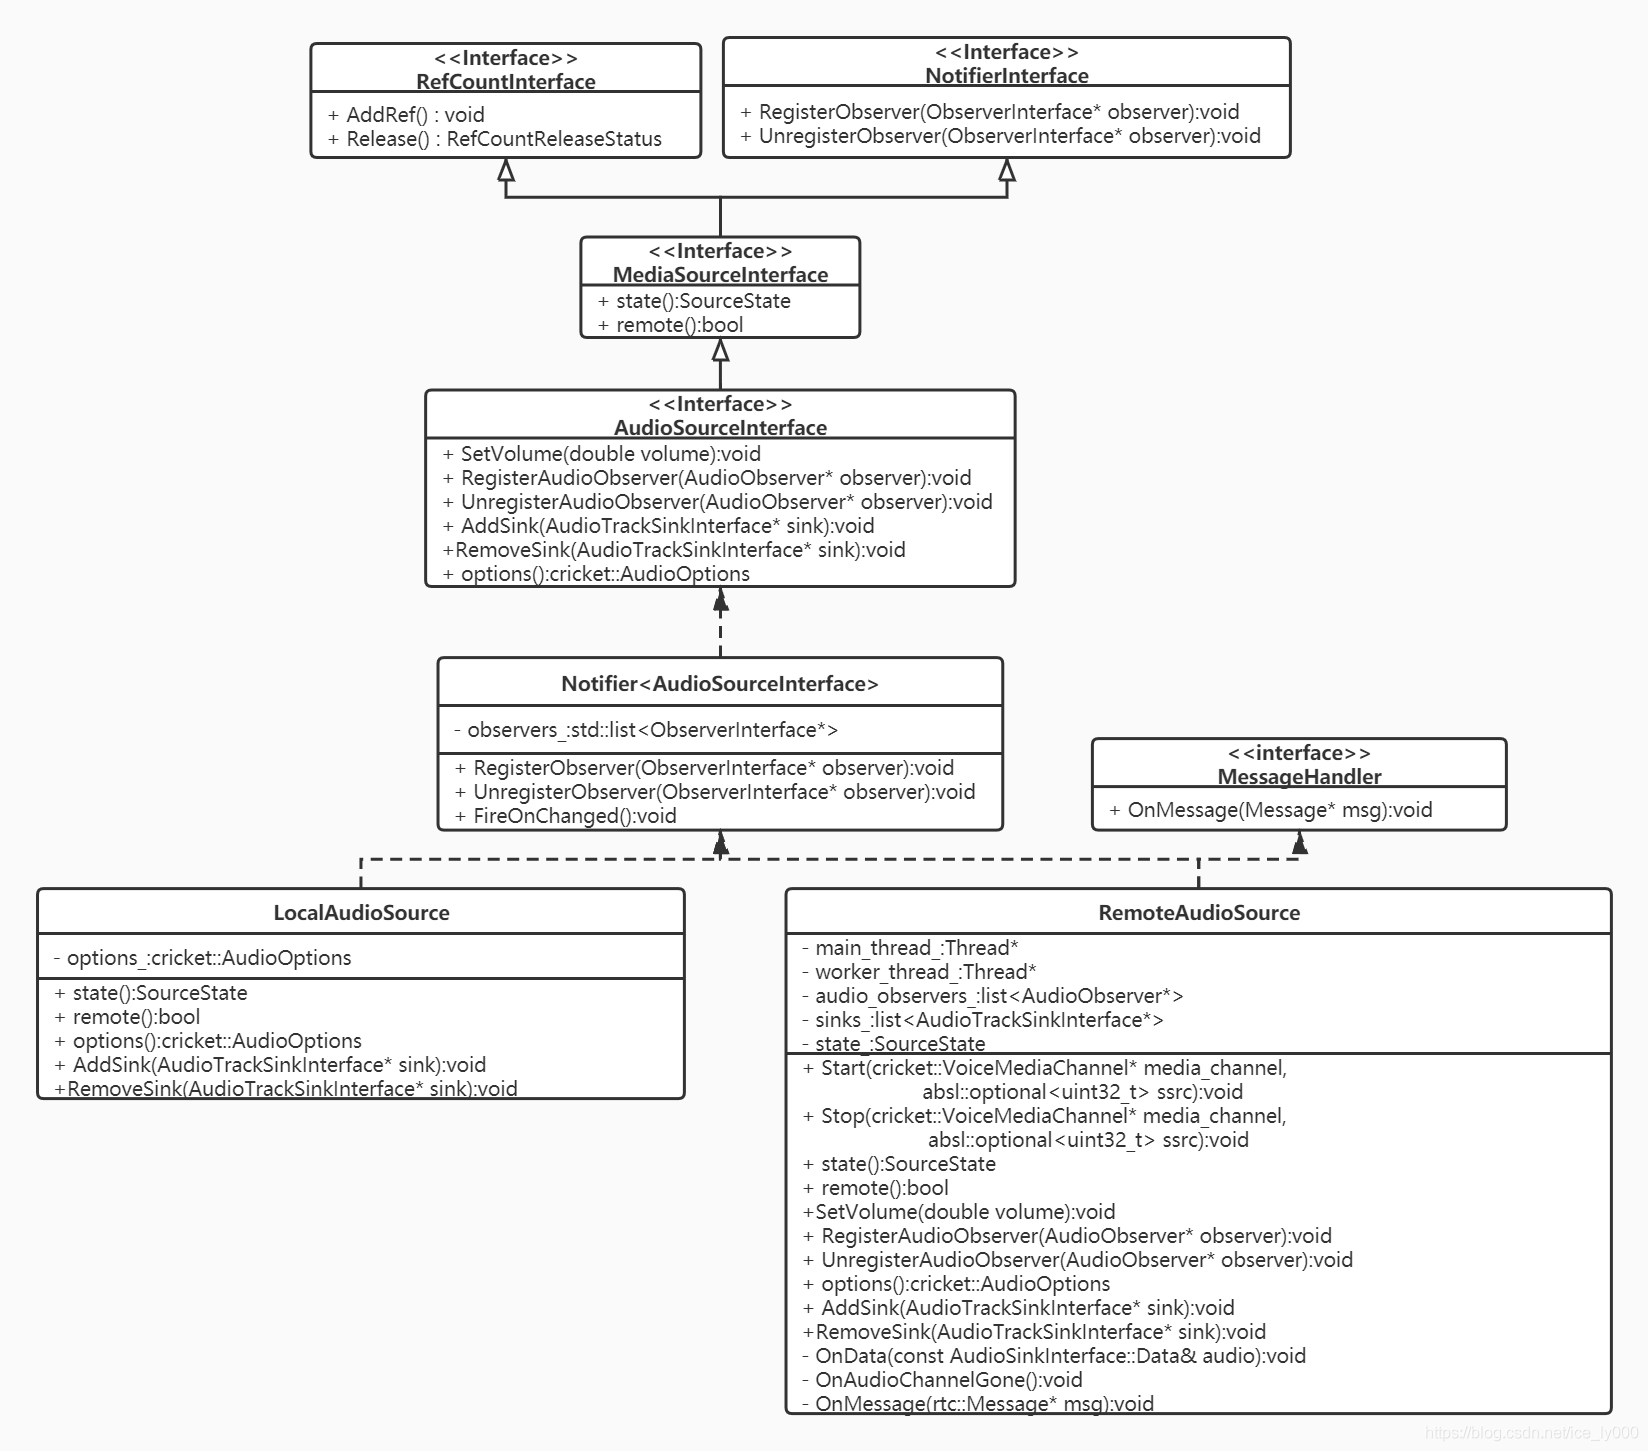 <<Interface>>
RefCountInterface
+ AddRef() : void
+ Release() : RefCountReleaseStatus
<<Interface>>
NotifierInterface
+ RegisterObserver(ObserverInterface* observer):void
+ UnregisterObserver(ObserverInterface* observer):void
<<Interface>>
MediaSourceInterface
+ state():SourceState
+ remote():bool
<<Interface>>
AudioSourceInterface
+ SetVolume(double volume):void
+ RegisterAudioObserver(AudioObserver* observer):void
+ UnregisterAudioObserver(AudioObserver* observer):void
+ AddSink(AudioTrackSinkInterface* sink):void
+RemoveSink(AudioTrackSinkInterface* sink):void
+ options():cricket::AudioOptions
Notifier<AudioSourceInterface>
- observers_:std::list<ObserverInterface*>
+ RegisterObserver(ObserverInterface* observer):void
+ UnregisterObserver(ObserverInterface* observer):void
+ FireOnChanged():void
<<interface>>
MessageHandler
+ OnMessage(Message* msg):void
LocalAudioSource
- options_:cricket::AudioOptions
+ state():SourceState
+ remote():bool
+ options():cricket::AudioOptions
+ AddSink(AudioTrackSinkInterface* sink):void
+RemoveSink(AudioTrackSinkInterface* sink):void
RemoteAudioSource
- main_thread_:Thread*
- worker_thread_:Thread*
- audio_observers_:list<AudioObserver*>
- sinks_:list<AudioTrackSinkInterface*>
- state_:SourceState
+ Start(cricket::VoiceMediaChannel* media_channel,
absl::optional<uint32_t> ssrc):void
+ Stop(cricket::VoiceMediaChannel* media_channel,
absl::optional<uint32_t> ssrc):void
+ state():SourceState
+ remote():bool
+SetVolume(double volume):void
+ RegisterAudioObserver(AudioObserver* observer):void
+ UnregisterAudioObserver(AudioObserver* observer):void
+ options():cricket::AudioOptions
+ AddSink(AudioTrackSinkInterface* sink):void
+RemoveSink(AudioTrackSinkInterface* sink):void
- OnData(const AudioSinkInterface::Data& audio):void
- OnAudioChannelGone():void
- OnMessage(rtc::Message* msg):void
https://blog.csdn.net/ice_ly000